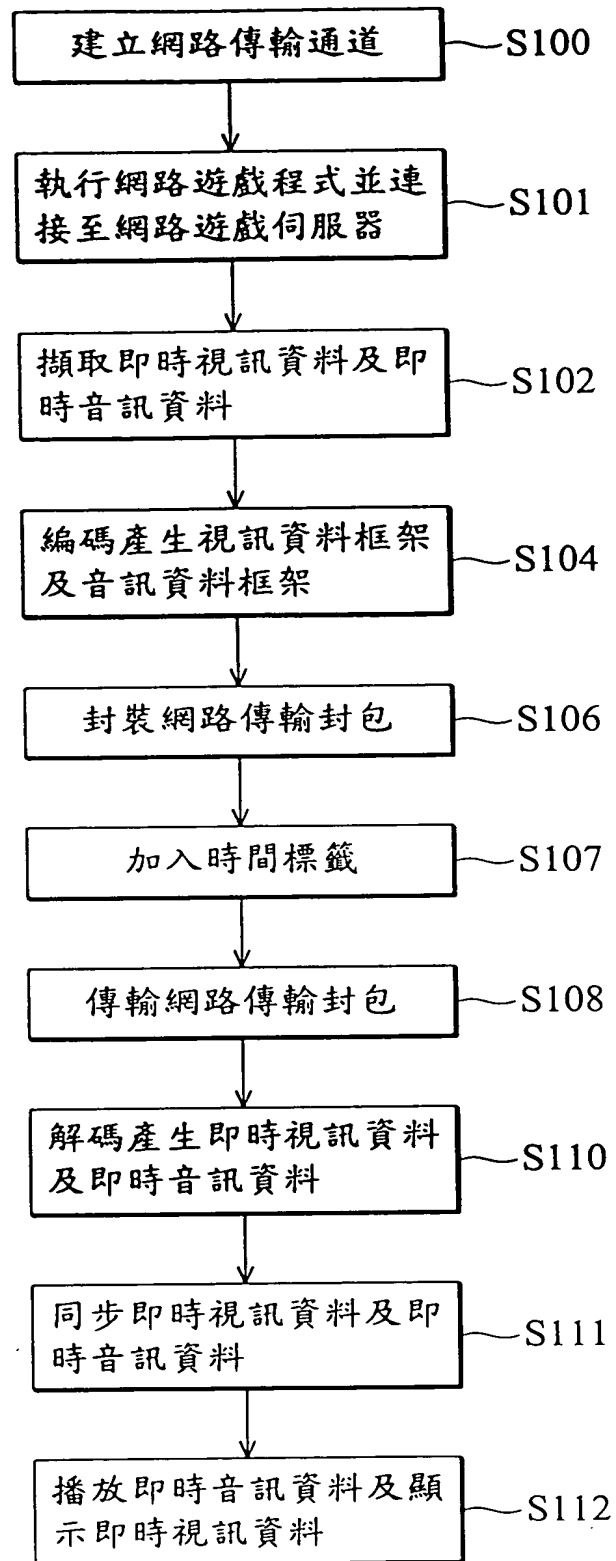 建立網路傳輸通道
S100
執行網路遊戲程式並連
接至網路遊戲伺服器
S101
擷取即時視訊資料及即
時音訊資料
S102
編碼產生視訊資料框架
及音訊資料框架
S104
封裝網路傳輸封包
S106
加入時間標籤
S107
傳輸網路傳輸封包
S108
解碼產生即時視訊資料
及即時音訊資料
S110
同步即時視訊資料及即
時音訊資料
S111
播放即時音訊資料及顯
示即時視訊資料
S112